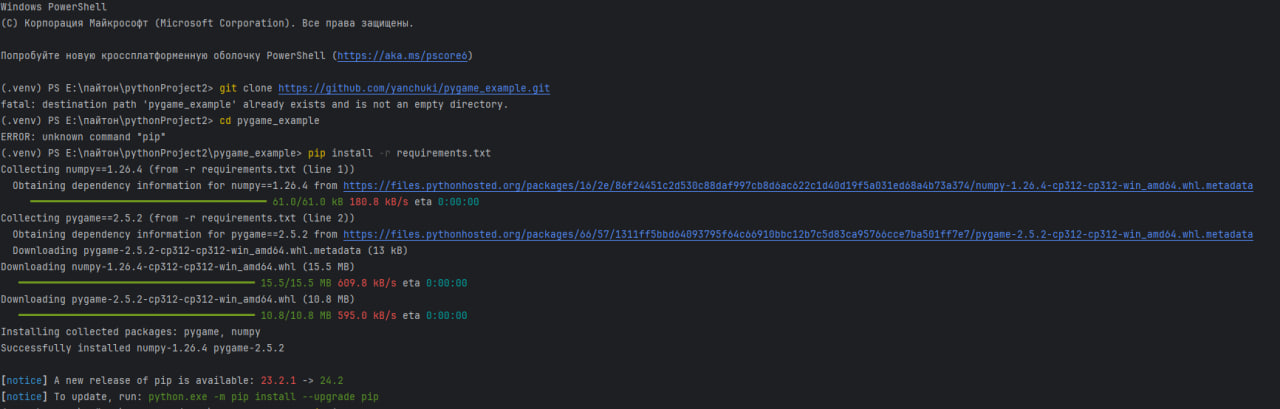 Windows PowerShell
(C) Корпорация Майкрософт (Microsoft Corporation). Все права защищены.
Попробуйте новую кроссплатформенную оболочку PowerShell (https://aka.ms/pscore6)
(.venv) PS E:\пайтон\pythonProject2> git clone https://github.com/yanchuki/pygame_example.git
fatal: destination path 'pygame_example' already exists and is not an empty directory.
(.venv) PS E:\пайтон\pythonProject2> cd pygame_example
ERROR: unknown command "pip"
(.venv) PS E:\пайтон\pythonProject2\pygame_example> pip install -r requirements.txt
Collecting numpy==1.26.4 (from -r requirements.txt (line 1))
Obtaining dependency information for numpy==1.26.4 from https://files.pythonhosted.org/packages/16/2e/86f24451c2d530c88daf997cb8d6ac622c1d40d19f5a031ed68a4b73a374/numpy-1.26.4-cp312-cp312-win_amd64.whl.metadata
61.0/61.0 kB 180.8 kB/s eta 0:00:00
Collecting pygame==2.5.2 (from -r requirements.txt (line 2))
Obtaining dependency information for pygame==2.5.2 from https://files.pythonhosted.org/packages/66/57/1311ff5bbd64093795f64c66910bbc12b7c5d83ca95766cce7ba501ff7e7/pygame-2.5.2-cp312-cp312-win_amd64.whl.metadata
Downloading pygame-2.5.2-cp312-cp312-win_amd64.whl.metadata (13 kB)
Downloading numpy-1.26.4-cp312-cp312-win_amd64.whl (15.5 MB)
15.5/15.5 MB 609.8 kB/s eta 0:00:00
Downloading pygame-2.5.2-cp312-cp312-win_amd64.whl (10.8 MB)
10.8/10.8 MB 595.0 kB/s eta 0:00:00
Installing collected packages: pygame, numpy
Successfully installed numpy-1.26.4 pygame-2.5.2
[notice] A new release of pip is available: 23.2.1 -> 24.2
[notice] To update, run: python.exe -m pip install --upgrade pip